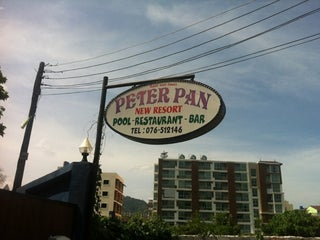 PETER PAN
NEW RESORT
POOL-RESTAURANT-BAR
TEL : 076-512146